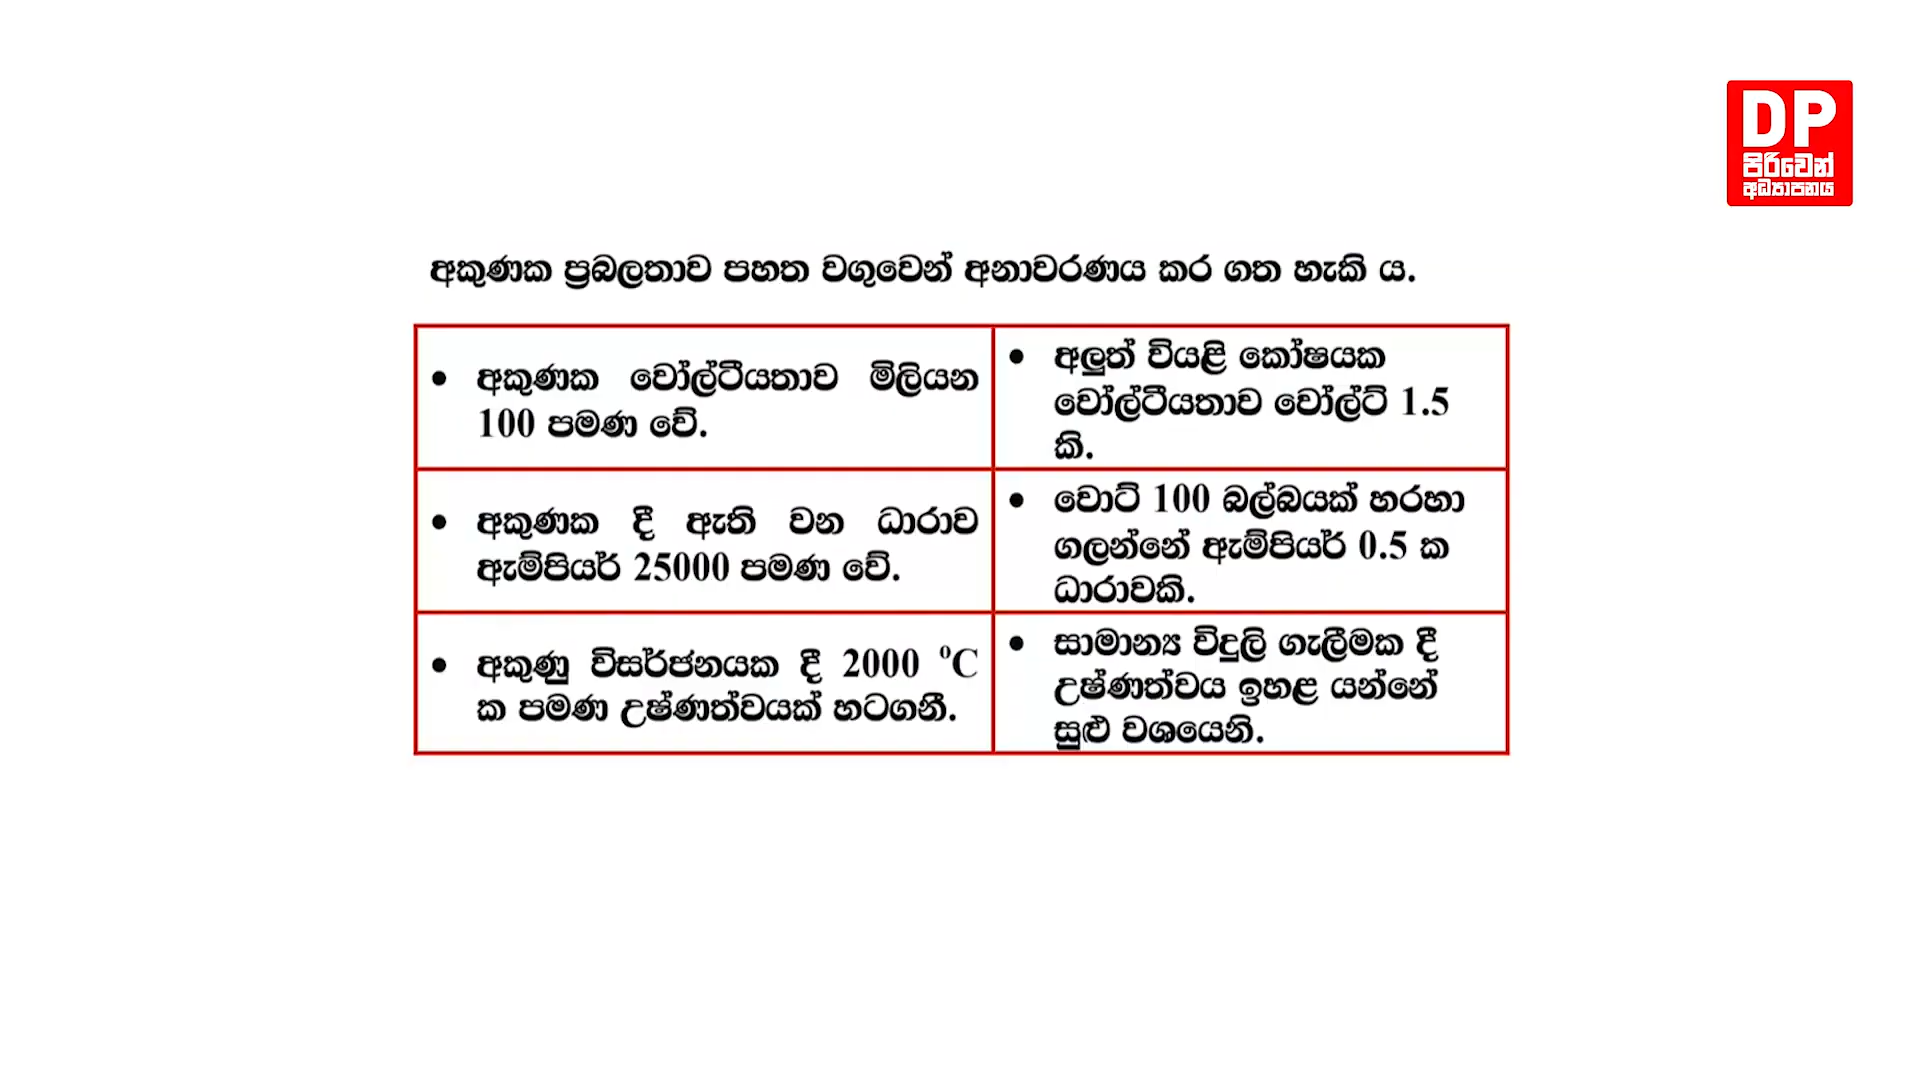 DP
පිරිවෙන්
අධ්‍යාපනය
අකුණක ප්‍රබලතාව පහත වගුවෙන් අනාවරණය කර ගත හැකි ය.
• අකුණක වෝල්ටීයතාව මිලියන
100 පමණ වේ.
• අලුත් වියළි කෝෂයක
වෝල්ටීයතාව වෝල්ට් 1.5
කි.
• අකුණක දී ඇති වන ධාරාව
ඇම්පියර් 25000 පමණ වේ.
• වොට් 100 බල්බයක් හරහා
ගලන්නේ ඇම්පියර් 0.5 ක
ධාරාවකි.
• අකුණු විසර්ජනයක දී 2000 °C
ක පමණ උෂ්ණත්වයක් හටගනී.
• සාමාන්‍ය විදුලි ගැලීමක දී
උෂ්ණත්වය ඉහළ යන්නේ
සුළු වශයෙනි.